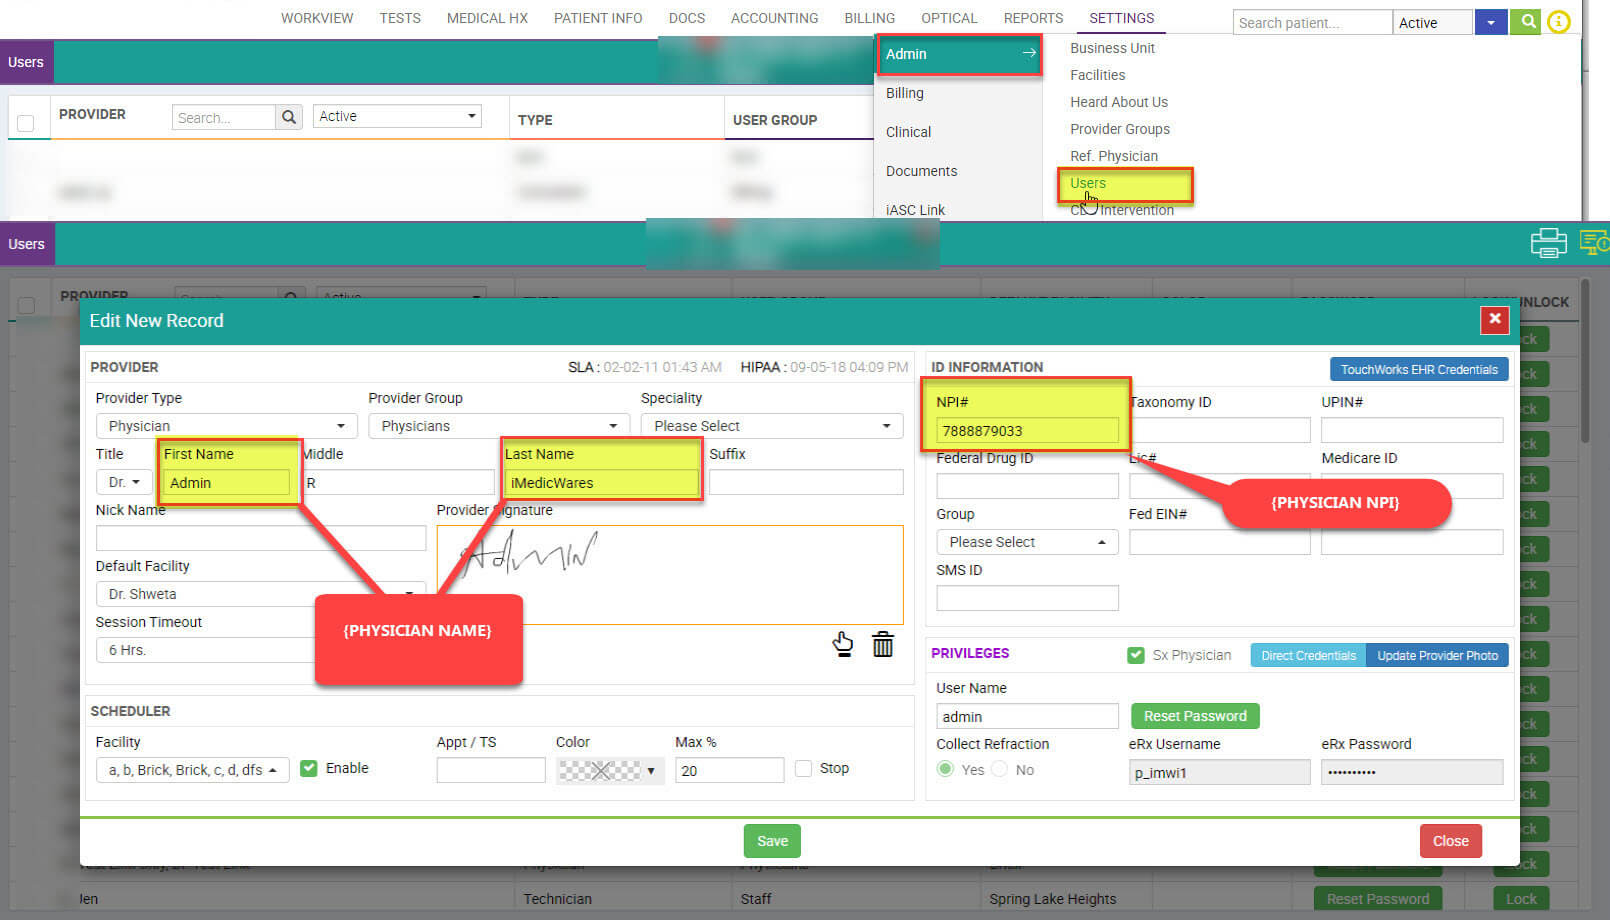 WORKVIEW TESTS MEDICAL HX PATIENT INFO DOCS ACCOUNTING BILLING OPTICAL REPORTS SETTINGS Search patient... Active
Users
Admin →
Billing
Clinical
Documents
iASC Link
Business Unit
Facilities
Heard About Us
Provider Groups
Ref. Physician
Users
Intervention
PROVIDER Search... Active TYPE USER GROUP
Users
PROVIDER Active UNLOCK
Edit New Record
PROVIDER SLA : 02-02-11 01:43 AM HIPAA : 09-05-18 04:09 PM
Provider Type Provider Group Speciality
Physician Physicians Please Select
Title First Name Middle Last Name Suffix
Dr. Admin R iMedicWares
Nick Name Provider Signature
Admin
Default Facility
Dr. Shweta
Session Timeout
6 Hrs.
{PHYSICIAN NAME}
SCHEDULER
Facility Appt / TS Color Max %
a, b, Brick, Brick, c, d, dfs Enable 20 Stop
ID INFORMATION TouchWorks EHR Credentials
NPI# Taxonomy ID UPIN#
7888879033
Federal Drug ID Lic# Medicare ID
{PHYSICIAN NPI}
Group Fed EIN#
Please Select
SMS ID
PRIVILEGES Sx Physician Direct Credentials Update Provider Photo
User Name
admin Reset Password
Collect Refraction eRx Username eRx Password
Yes No p_imwi1 ••••••••••
Save Close
Jen Technician Staff Spring Lake Heights Reset Password Lock